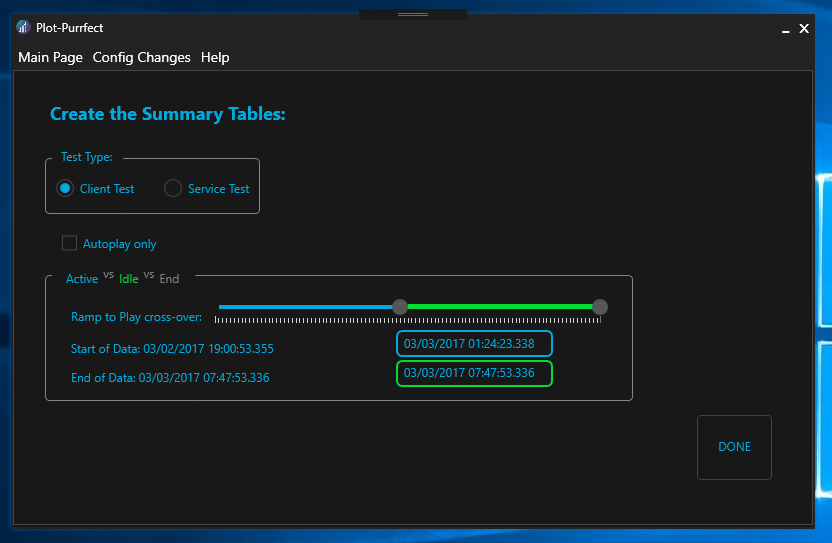 Plot-Purrfect
Main Page Config Changes Help
Create the Summary Tables:
Test Type:
Client Test Service Test
Autoplay only
Active vs Idle vs End
Ramp to Play cross-over:
Start of Data: 03/02/2017 19:00:53.355 03/03/2017 01:24:23.338
End of Data: 03/03/2017 07:47:53.336 03/03/2017 07:47:53.336
DONE